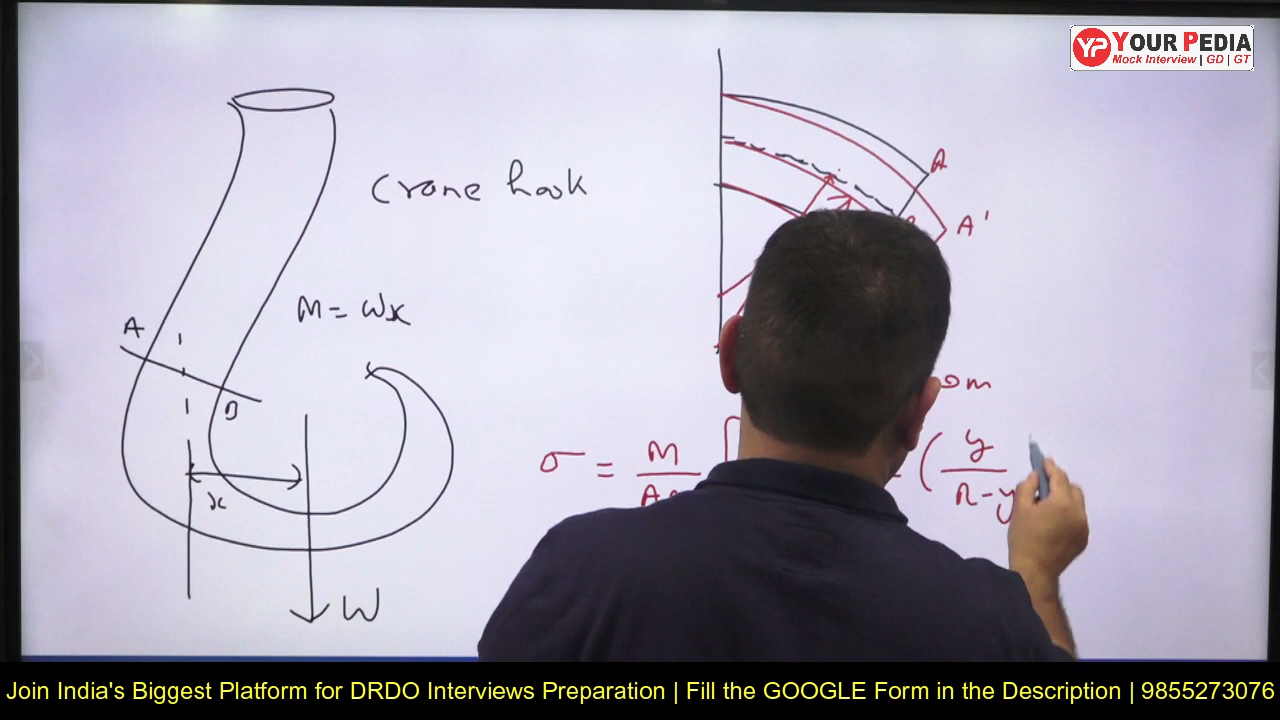 YOUR PEDIA
Mock Interview | GD | GT
Crane hook
A
A'
A
M = Wx
B
x
W
σ = M
y
R-y
Join India's Biggest Platform for DRDO Interviews Preparation | Fill the GOOGLE Form in the Description | 9855273076